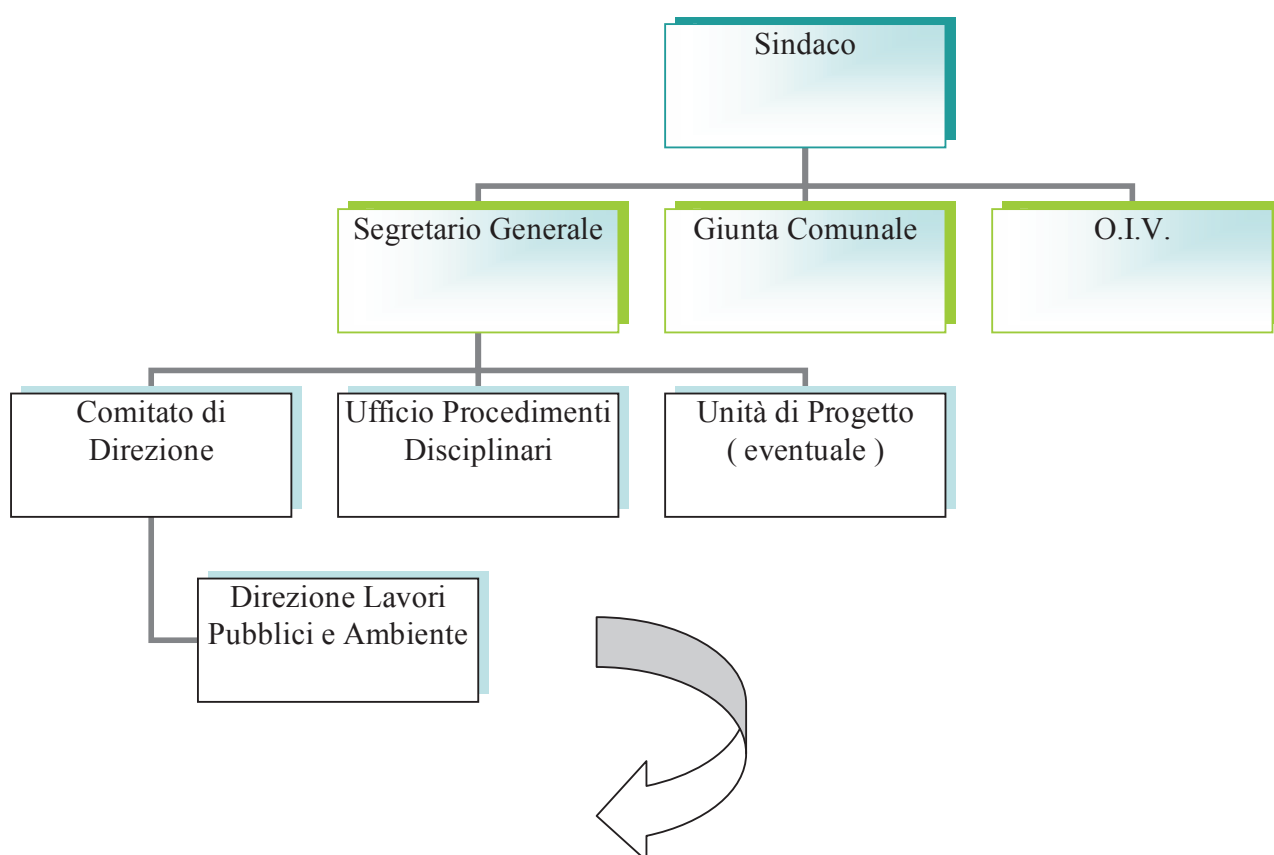 Sindaco
Segretario Generale
Giunta Comunale
O.I.V.
Comitato di
Direzione
Ufficio Procedimenti
Disciplinari
Unità di Progetto
( eventuale )
Direzione Lavori
Pubblici e Ambiente